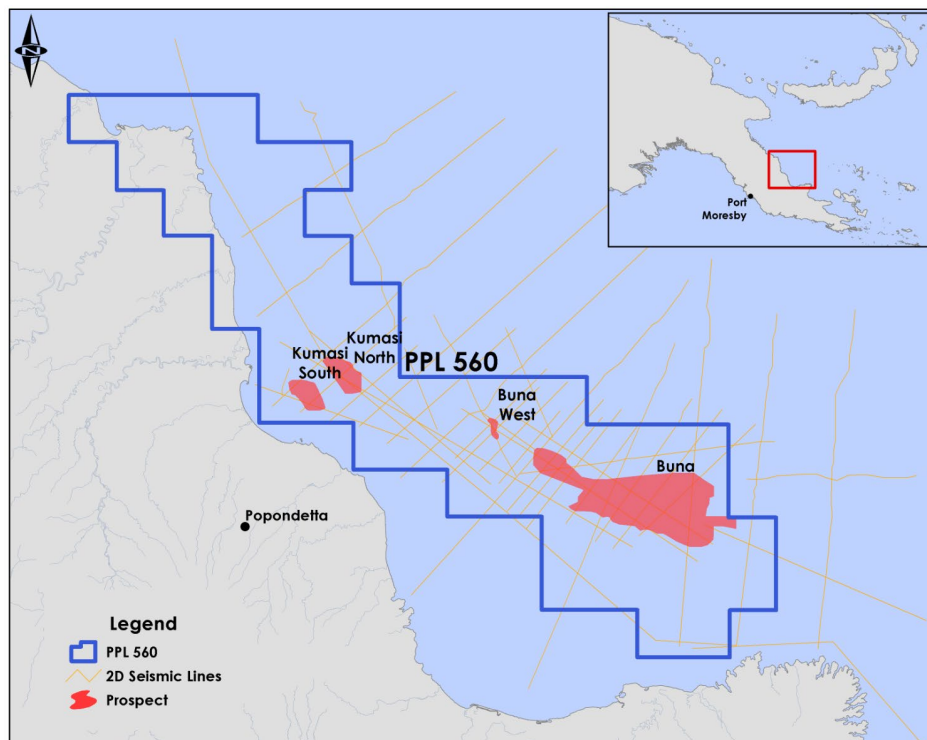 N
Port
Moresby
Kumasi
North
Kumasi
South
PPL 560
Buna
West
Buna
Popondetta
Legend
PPL 560
2D Seismic Lines
Prospect